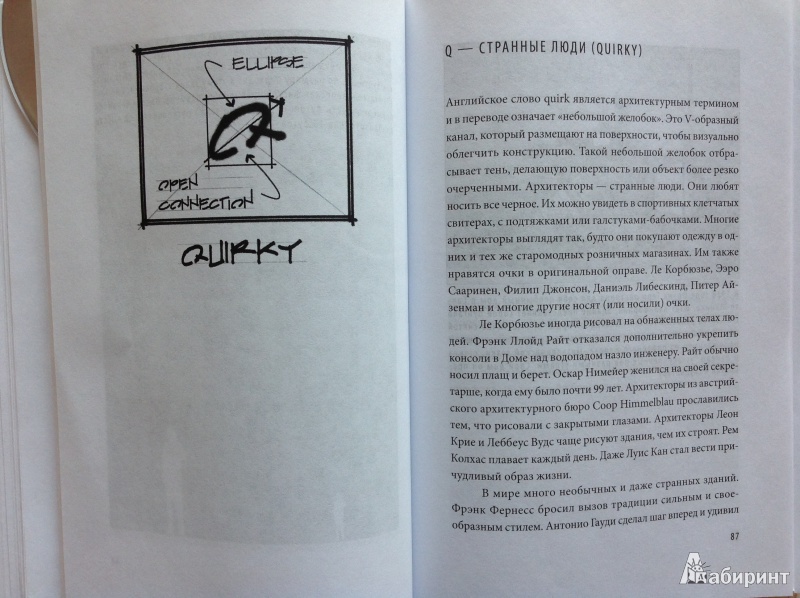 ELLIPSE
Q
OPEN
CONNECTION
QUIRKY
Q — СТРАННЫЕ ЛЮДИ (QUIRKY)
Английское слово quirk является архитектурным термином
и в переводе означает «небольшой желобок». Это V-образный
канал, который размещают на поверхности, чтобы визуально
облегчить конструкцию. Такой небольшой желобок отбра-
сывает тень, делающую поверхность или объект более резко
очерченными. Архитекторы — странные люди. Они любят
носить все черное. Их можно увидеть в спортивных клетчатых
свитерах, с подтяжками или галстуками-бабочками. Многие
архитекторы выглядят так, будто они покупают одежду в од-
них и тех же старомодных розничных магазинах. Им также
нравятся очки в оригинальной оправе. Ле Корбюзье, Ээро
Сааринен, Филип Джонсон, Даниэль Либескинд, Питер Ай-
зенман и многие другие носят (или носили) очки.
Ле Корбюзье иногда рисовал на обнаженных телах лю-
дей. Фрэнк Ллойд Райт отказался дополнительно укрепить
консоли в Доме над водопадом назло инженеру. Райт обычно
носил плащ и берет. Оскар Нимейер женился на своей секре-
тарше, когда ему было почти 99 лет. Архитекторы из австрий-
ского архитектурного бюро Coop Himmelblau прославились
тем, что рисовали с закрытыми глазами. Архитекторы Леон
Крие и Леббеус Вудс чаще рисуют здания, чем их строят. Рем
Колхас плавает каждый день. Даже Луис Кан стал вести при-
чудливый образ жизни.
В мире много необычных и даже странных зданий.
Фрэнк Фернесс бросил вызов традиции сильным и свое-
образным стилем. Антонио Гауди сделал шаг вперед и удивил
87
Лабиринт